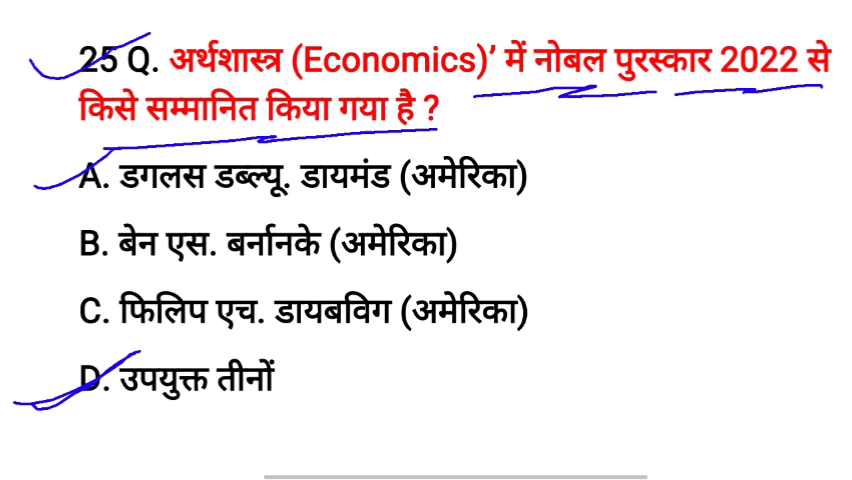 25 Q. अर्थशास्त्र (Economics)’ में नोबल पुरस्कार 2022 से
किसे सम्मानित किया गया है ?
A. डगलस डब्ल्यू. डायमंड (अमेरिका)
B. बेन एस. बर्नानके (अमेरिका)
C. फिलिप एच. डायबविग (अमेरिका)
D. उपयुक्त तीनों